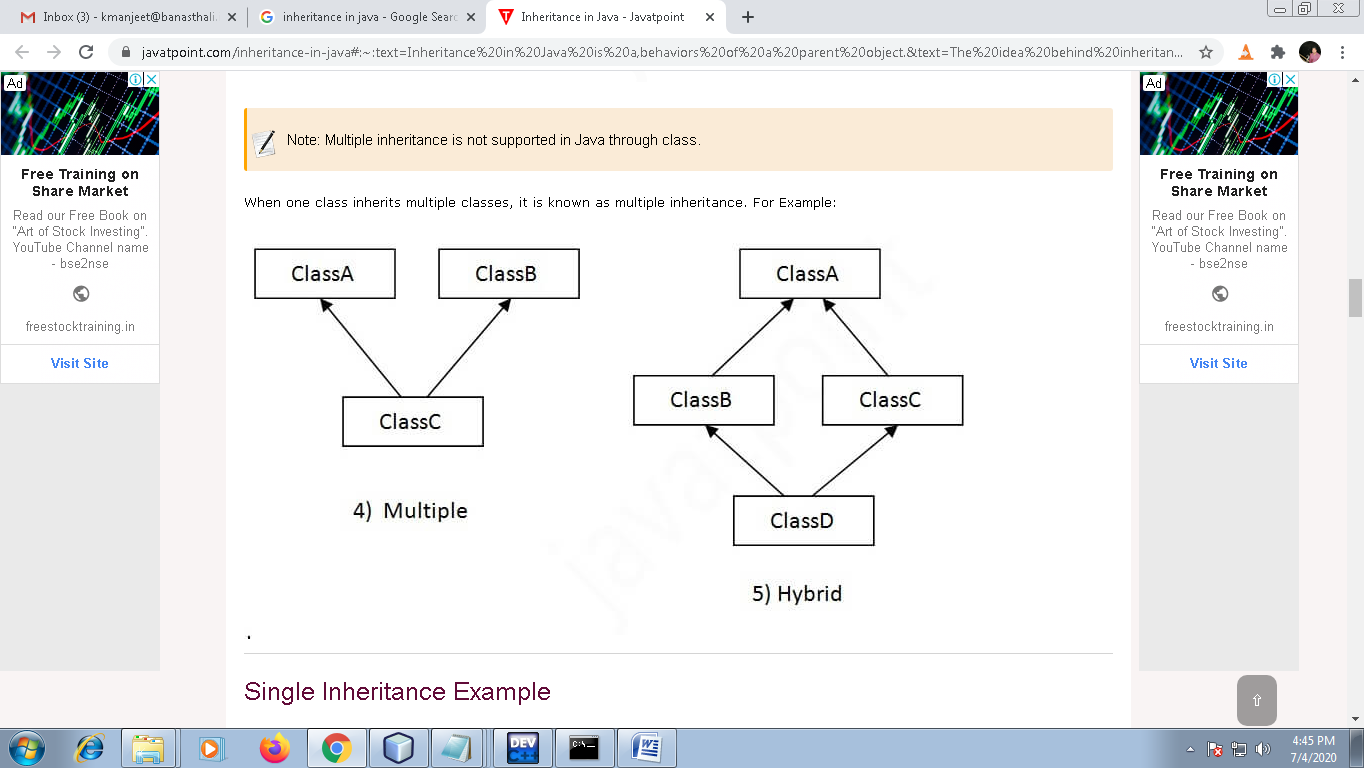 Inbox (3) - kmanjeet@banasthali.
inheritance in java - Google Sear
Inheritance in Java - Javatpoint
javatpoint.com/inheritance-in-java#:~:text=Inheritance%20in%20Java%20is%20a,behaviors%20of%20a%20parent%20object.&text=The%20idea%20behind%20inheritan...
Ad
Free Training on
Share Market
Read our Free Book on
"Art of Stock Investing".
YouTube Channel name
- bse2nse
freestocktraining.in
Visit Site
Note: Multiple inheritance is not supported in Java through class.
When one class inherits multiple classes, it is known as multiple inheritance. For Example:
ClassA
ClassB
ClassC
4) Multiple
ClassA
ClassB
ClassC
ClassD
5) Hybrid
javatpoint
.
Single Inheritance Example
Ad
Free Training on
Share Market
Read our Free Book on
"Art of Stock Investing".
YouTube Channel name
- bse2nse
freestocktraining.in
Visit Site
DEV
C:\
W
4:45 PM
7/4/2020